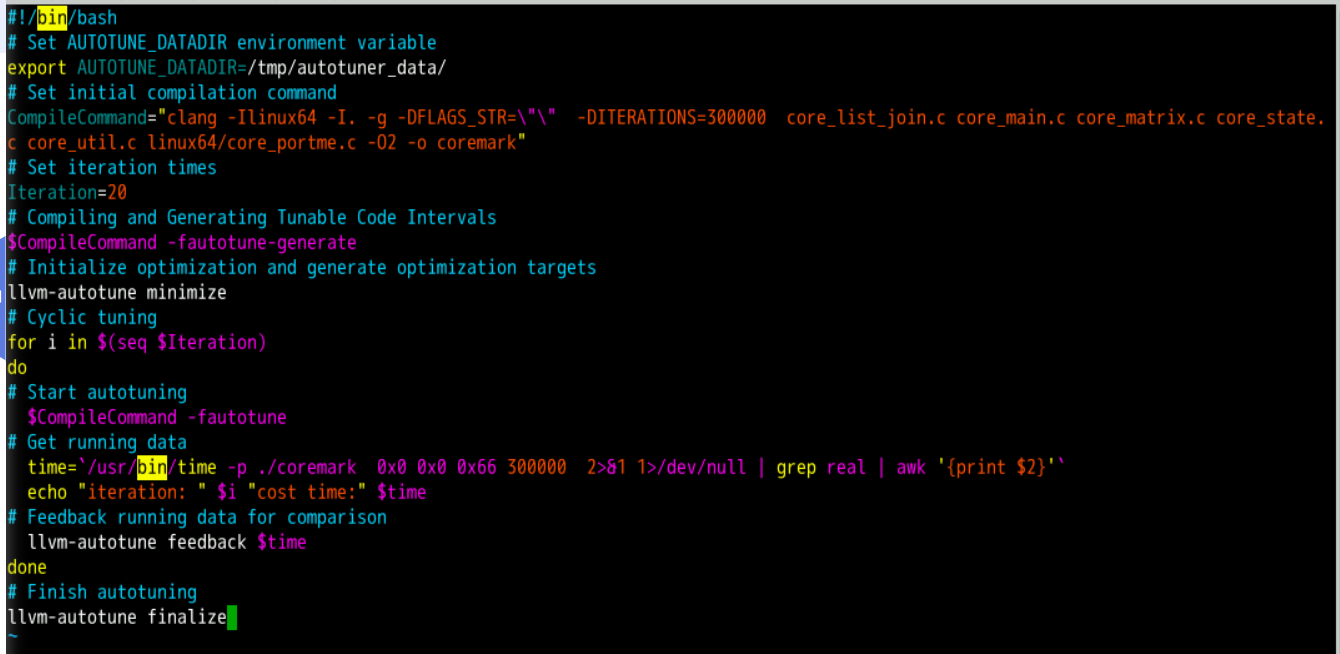 #!/bin/bash
# Set AUTOTUNE_DATADIR environment variable
export AUTOTUNE_DATADIR=/tmp/autotuner_data/
# Set initial compilation command
CompileCommand="clang -Ilinux64 -I. -g -DFLAGS_STR=\"\"  -DITERATIONS=300000  core_list_join.c core_main.c core_matrix.c core_state.
c core_util.c linux64/core_portme.c -O2 -o coremark"
# Set iteration times
Iteration=20
# Compiling and Generating Tunable Code Intervals
$CompileCommand -fautotune-generate
# Initialize optimization and generate optimization targets
llvm-autotune minimize
# Cyclic tuning
for i in $(seq $Iteration)
do
# Start autotuning
  $CompileCommand -fautotune
# Get running data
  time=`/usr/bin/time -p ./coremark  0x0 0x0 0x66 300000  2>&1 1>/dev/null | grep real | awk '{print $2}'`
  echo "iteration: " $i "cost time:" $time
# Feedback running data for comparison
  llvm-autotune feedback $time
done
# Finish autotuning
llvm-autotune finalize
~